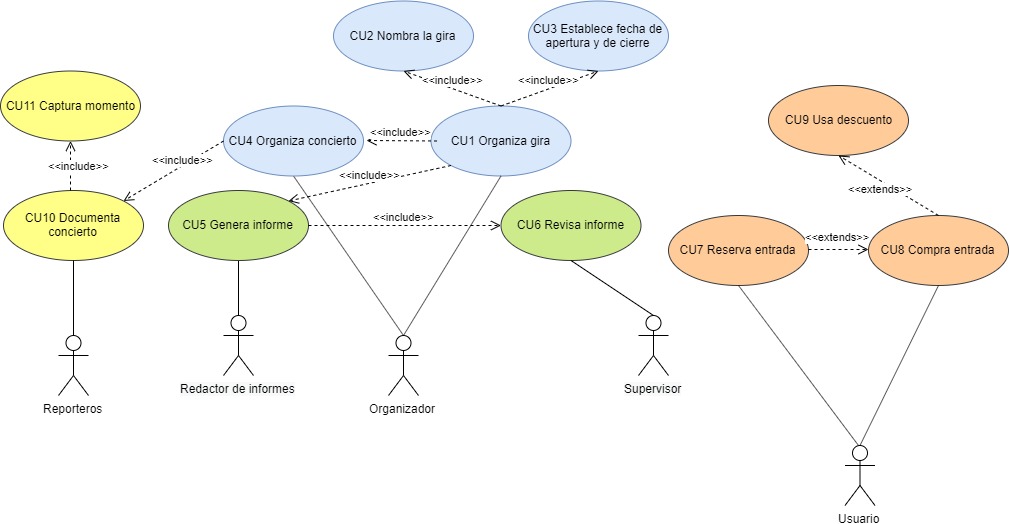 CU2 Nombra la gira
CU3 Establece fecha de
apertura y de cierre
<<include>>
<<include>>
CU11 Captura momento
CU9 Usa descuento
CU4 Organiza concierto
<<include>>
CU1 Organiza gira
<<include>>
<<include>>
<<include>>
<<extends>>
CU10 Documenta
concierto
CU5 Genera informe
<<include>>
CU6 Revisa informe
<<extends>>
CU7 Reserva entrada
CU8 Compra entrada
Reporteros
Redactor de informes
Organizador
Supervisor
Usuario